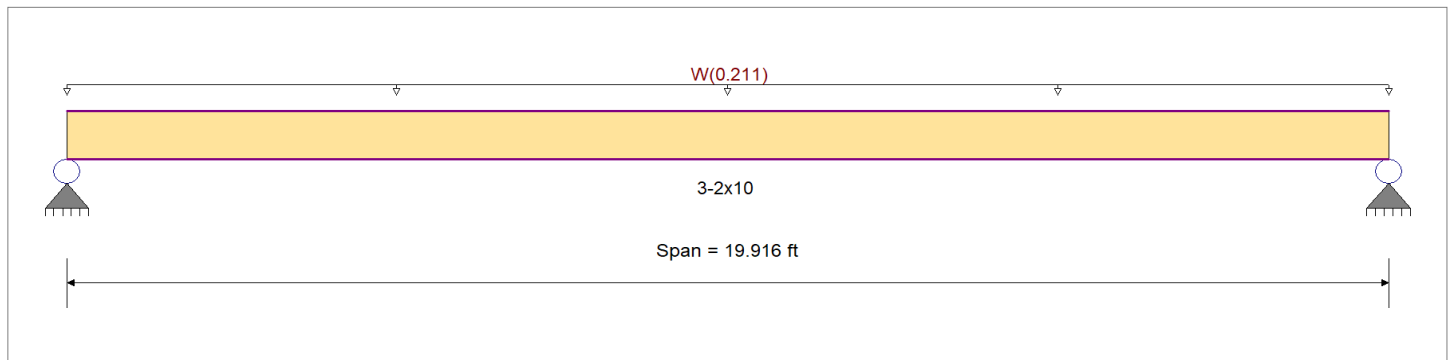 W(0.211)
3-2x10
Span = 19.916 ft